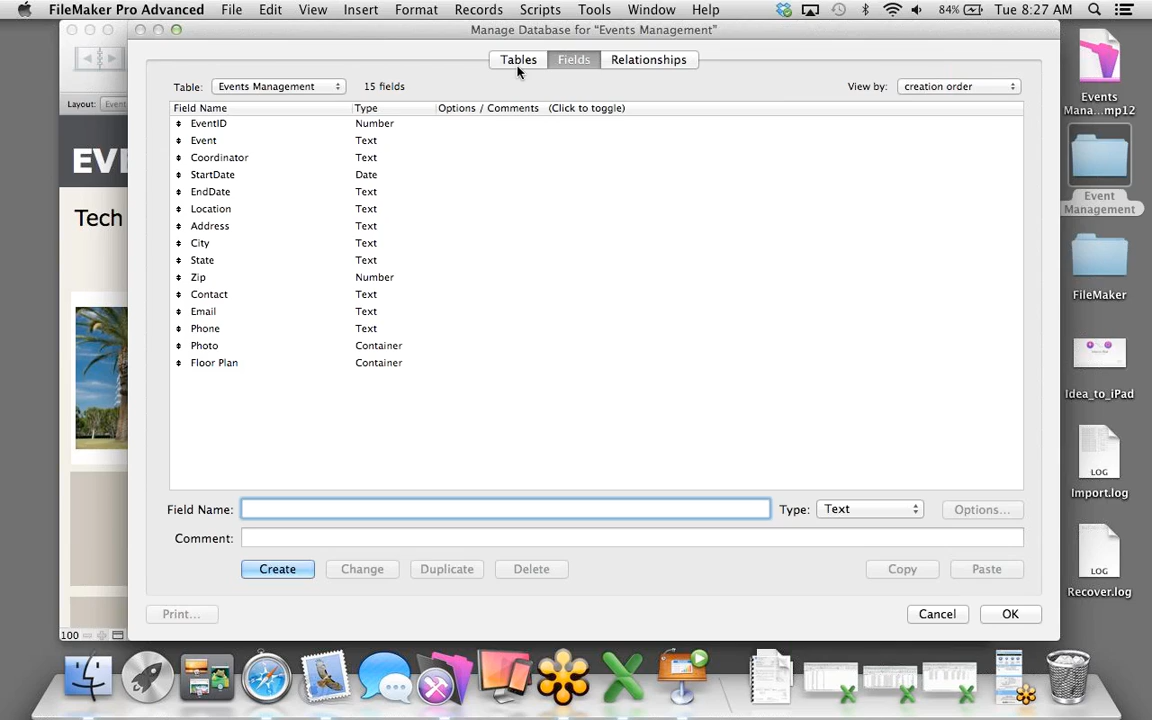 FileMaker Pro Advanced File Edit View Insert Format Records Scripts Tools Window Help 84% Tue 8:27 AM
Manage Database for "Events Management"
Tables Fields Relationships
Table: Events Management 15 fields View by: creation order
Field Name Type Options / Comments (Click to toggle)
EventID Number
Event Text
Coordinator Text
StartDate Date
EndDate Text
Location Text
Address Text
City Text
State Text
Zip Number
Contact Text
Email Text
Phone Text
Photo Container
Floor Plan Container
Field Name: Type: Text Options...
Comment:
Create Change Duplicate Delete Copy Paste
Print... Cancel OK
Layout: Event
EVE
Tech
100
Events
Mana...mp12
Event
Management
FileMaker
Idea_to_iPad
LOG
Import.log
LOG
Recover.log